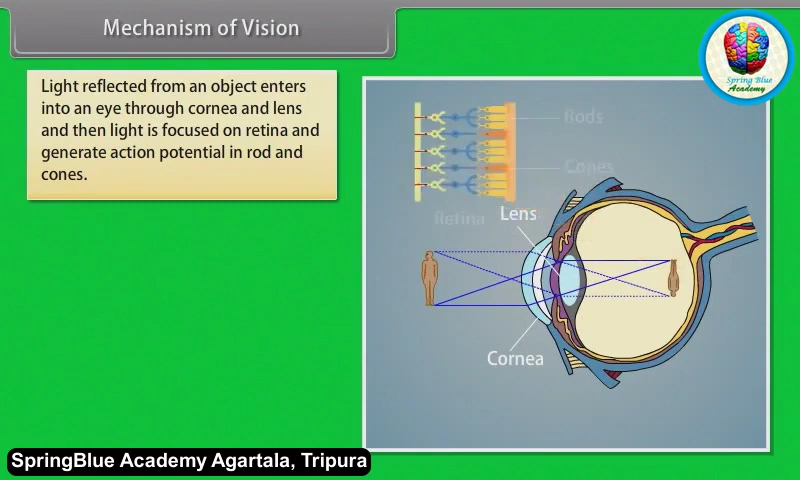 Mechanism of Vision
Spring Blue
Academy
Light reflected from an object enters
into an eye through cornea and lens
and then light is focused on retina and
generate action potential in rod and
cones.
Rods
Cones
Retina
Lens
Cornea
SpringBlue Academy Agartala, Tripura